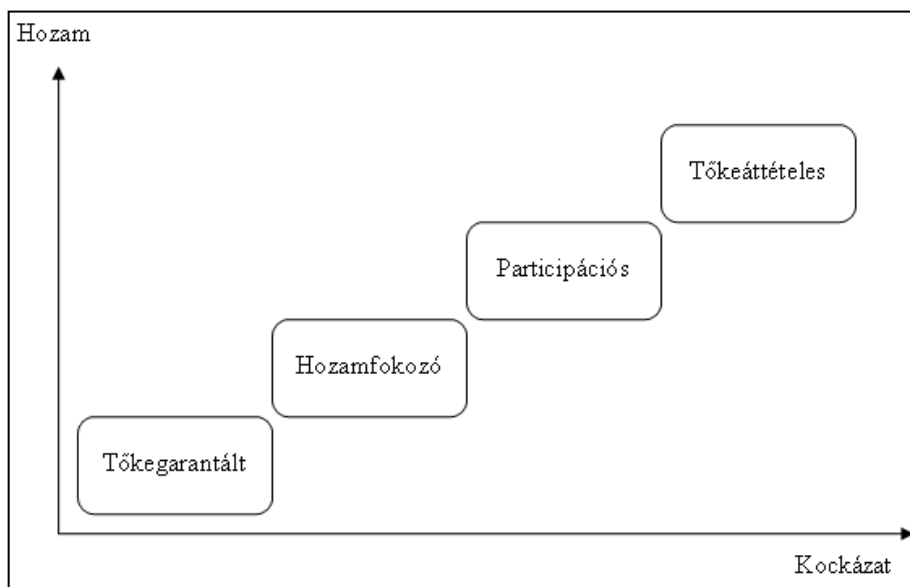 Hozam
Tőkeáttételes
Participációs
Hozamfokozó
Tőkegarantált
Kockázat